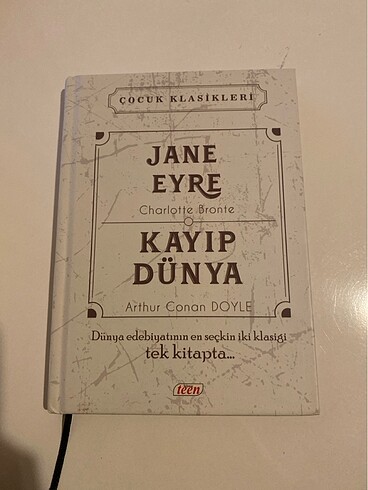 ÇOCUK KLASİKLERİ
JANE
EYRE
Charlotte Bronte
KAYIP
DÜNYA
Arthur Conan DOYLE
Dünya edebiyatının en seçkin iki klasiği
tek kitapta...
teen